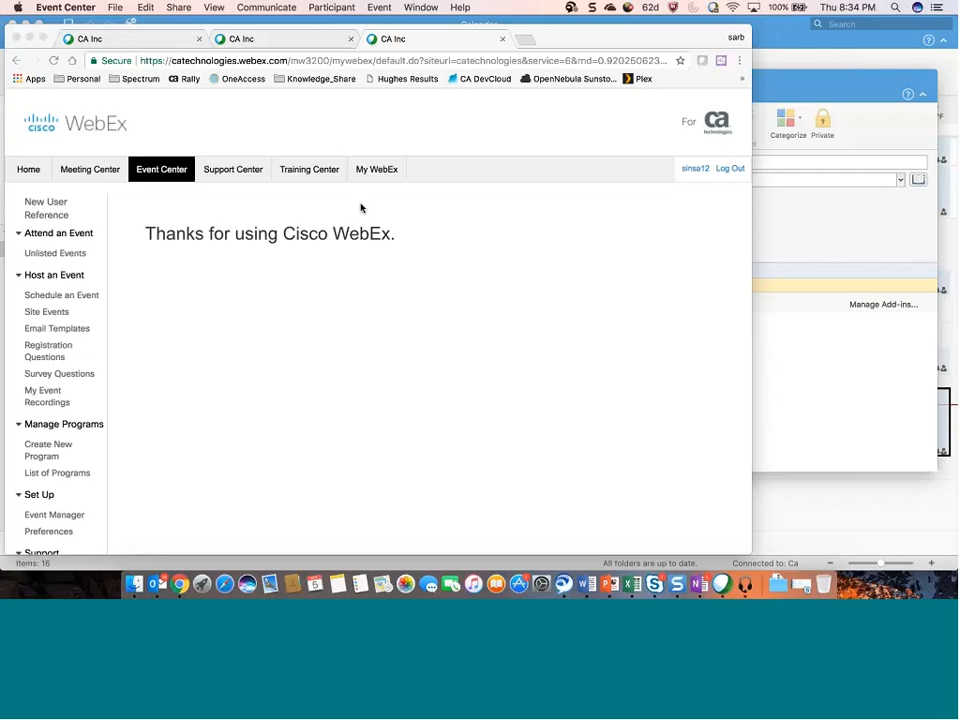 Event Center File Edit Share View Communicate Participant Event Window Help 62d 100% Thu 8:34 PM
CA Inc CA Inc CA Inc sarb
Search
Secure https://catechnologies.webex.com/mw3200/mywebex/default.do?siteurl=catechnologies&service=6&rnd=0.920250623...
Apps Personal Spectrum Rally OneAccess Knowledge_Share Hughes Results CA DevCloud OpenNebula Sunsto... Plex »
cisco WebEx
For ca technologies
Categorize Private
Home Meeting Center Event Center Support Center Training Center My WebEx
sinsa12 Log Out
New User
Reference
Attend an Event
Unlisted Events
Thanks for using Cisco WebEx.
Host an Event
Schedule an Event
Site Events
Email Templates
Registration
Questions
Survey Questions
My Event
Recordings
Manage Programs
Create New
Program
List of Programs
Set Up
Event Manager
Preferences
Support
Manage Add-ins...
Items: 16 All folders are up to date. Connected to: Ca